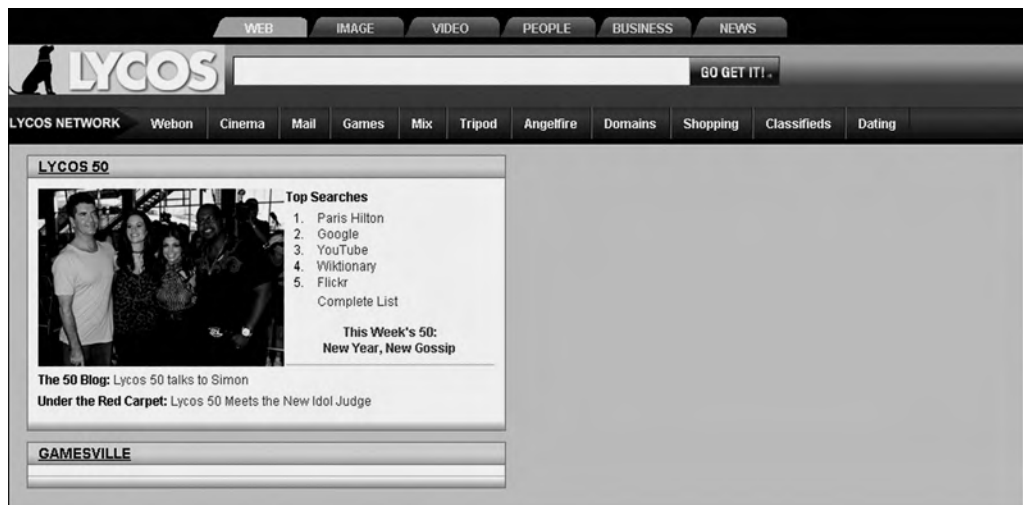 WEB IMAGE VIDEO PEOPLE BUSINESS NEWS
LYCOS GO GET IT!
LYCOS NETWORK Webon Cinema Mail Games Mix Tripod Angelfire Domains Shopping Classifieds Dating
LYCOS 50
Top Searches
1. Paris Hilton
2. Google
3. YouTube
4. Wiktionary
5. Flickr
Complete List
This Week's 50:
New Year, New Gossip
The 50 Blog: Lycos 50 talks to Simon
Under the Red Carpet: Lycos 50 Meets the New Idol Judge
GAMESVILLE